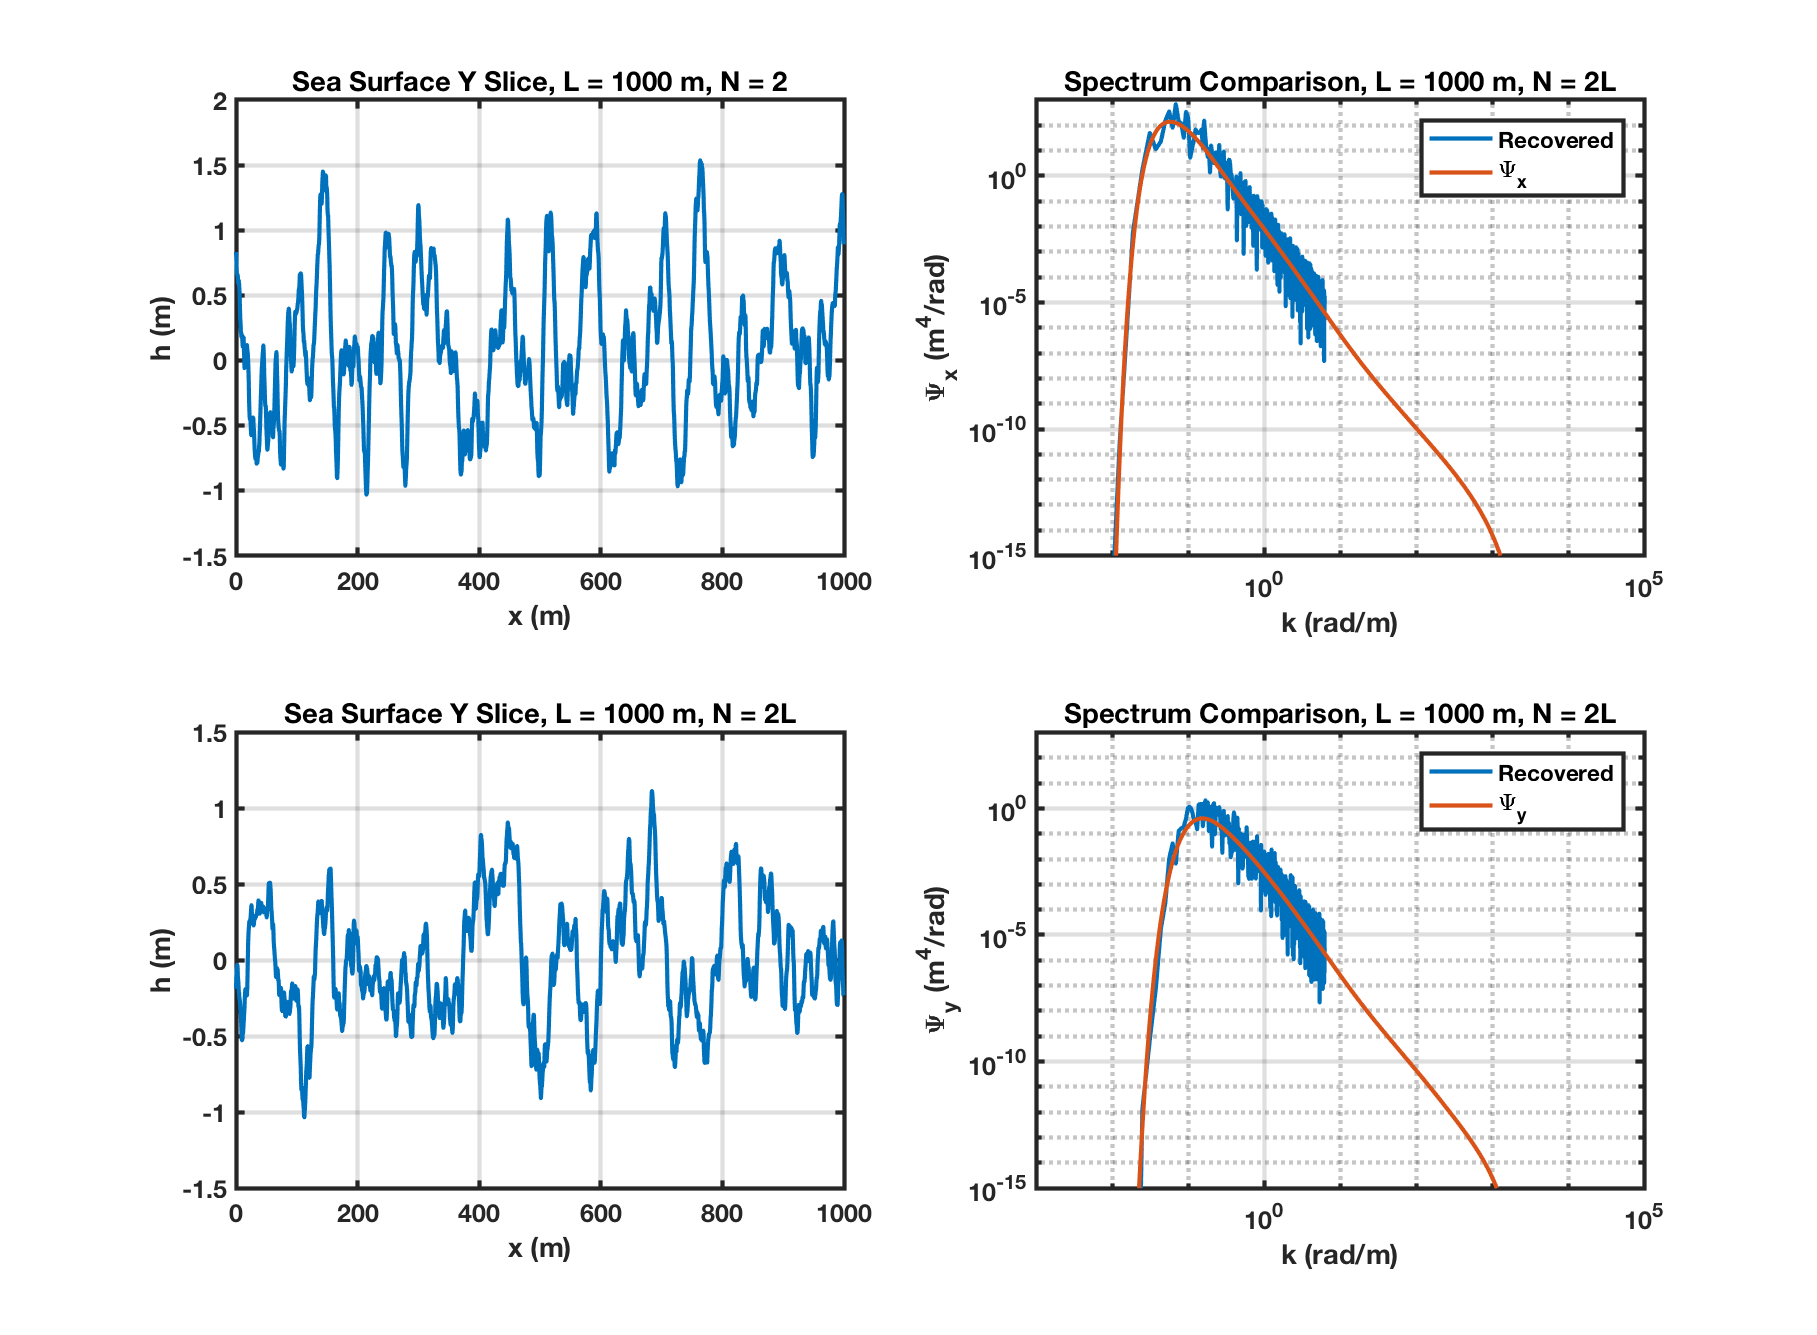 Sea Surface Y Slice, L = 1000 m, N = 2
2
1.5
1
0.5
0
-0.5
-1
-1.5
h (m)
0 200 400 600 800 1000
x (m)
Spectrum Comparison, L = 1000 m, N = 2L
Recovered
Ψx
10^0
10^-5
10^-10
10^-15
Ψx (m^4/rad)
10^0 10^5
k (rad/m)
Sea Surface Y Slice, L = 1000 m, N = 2L
1.5
1
0.5
0
-0.5
-1
-1.5
h (m)
0 200 400 600 800 1000
x (m)
Spectrum Comparison, L = 1000 m, N = 2L
Recovered
Ψy
10^0
10^-5
10^-10
10^-15
Ψy (m^4/rad)
10^0 10^5
k (rad/m)